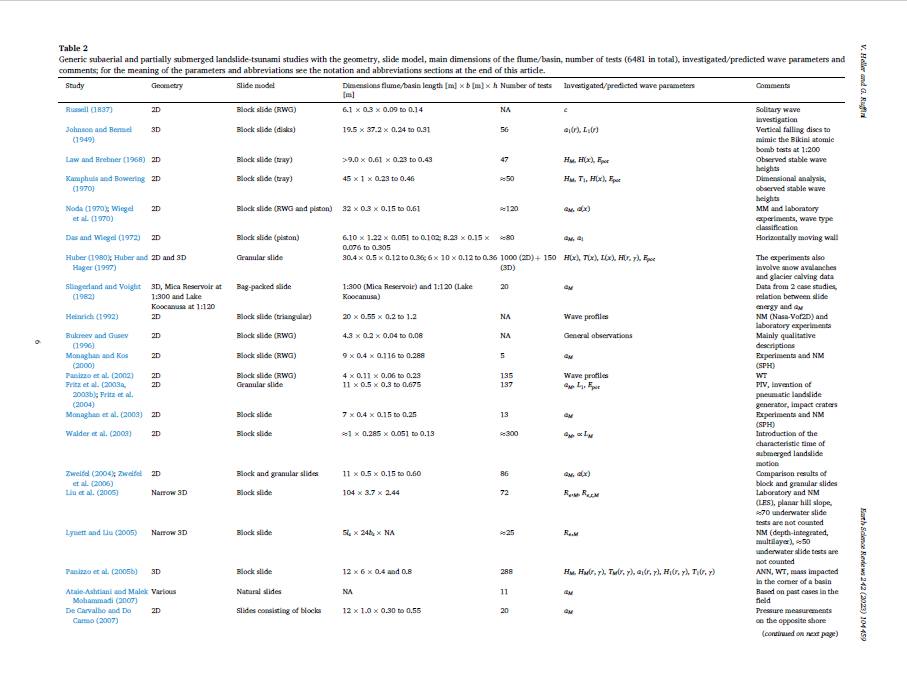 Table 2
Generic subaerial and partially submerged landslide-tsunami studies with the geometry, slide model, main dimensions of the flume/basin, number of tests (6481 in total), investigated/predicted wave parameters and
comments; for the meaning of the parameters and abbreviations see the notation and abbreviations sections at the end of this article.
Study Geometry Slide model Dimensions flume/basin length [m] × b [m] × h Number of tests Investigated/predicted wave parameters Comments
[m]
Russell (1837) 2D Block slide (RWG) 6.1 × 0.3 × 0.09 to 0.14 NA c Solitary wave
investigation
Johnson and Bermel 3D Block slide (disks) 19.5 × 37.2 × 0.24 to 0.31 56 a₁(r), L₁(r) Vertical falling discs to
(1949) mimic the Bikini atomic
bomb tests at 1:200
Law and Brebner (1968) 2D Block slide (tray) >9.0 × 0.61 × 0.23 to 0.43 47 H_M, H(x), E_pot Observed stable wave
heights
Kamphuis and Bowering 2D Block slide (tray) 45 × 1 × 0.23 to 0.46 ≈50 H_M, T₁, H(x), E_pot Dimensional analysis,
(1970) observed stable wave
heights
Noda (1970); Wiegel 2D Block slide (RWG and piston) 32 × 0.3 × 0.15 to 0.61 ≈120 a_M, a(x) MM and laboratory
et al. (1970) experiments, wave type
classification
Das and Wiegel (1972) 2D Block slide (piston) 6.10 × 1.22 × 0.051 to 0.102; 8.23 × 0.15 × ≈80 a_M, a₁ Horizontally moving wall
0.076 to 0.305
Huber (1980); Huber and 2D and 3D Granular slide 30.4 × 0.5 × 0.12 to 0.36; 6 × 10 × 0.12 to 0.36 1000 (2D) + 150 H(x), T(x), L(x), H(r, γ), E_pot The experiments also
Hager (1997) (3D) involve snow avalanches
and glacier calving data
Slingerland and Voight 3D, Mica Reservoir at Bag-packed slide 1:300 (Mica Reservoir) and 1:120 (Lake 20 a_M Data from 2 case studies,
(1982) 1:300 and Lake Koocanusa) relation between slide
Koocanusa at 1:120 energy and a_M
Heinrich (1992) 2D Block slide (triangular) 20 × 0.55 × 0.2 to 1.2 NA Wave profiles NM (Nasa-Vof2D) and
laboratory experiments
Bukreev and Gusev 2D Block slide (RWG) 4.3 × 0.2 × 0.04 to 0.08 NA General observations Mainly qualitative
(1996) descriptions
Monaghan and Kos 2D Block slide (RWG) 9 × 0.4 × 0.116 to 0.288 5 a_M Experiments and NM
(2000) (SPH)
Panizzo et al. (2002) 2D Block slide (RWG) 4 × 0.11 × 0.06 to 0.23 135 Wave profiles WT
Fritz et al. (2003a, 2D Granular slide 11 × 0.5 × 0.3 to 0.675 137 a_M, L₁, E_pot PIV, invention of
2003b); Fritz et al. pneumatic landslide
(2004) generator, impact craters
Monaghan et al. (2003) 2D Block slide 7 × 0.4 × 0.15 to 0.25 13 a_M Experiments and NM
(SPH)
Walder et al. (2003) 2D Block slide ≈1 × 0.285 × 0.051 to 0.13 ≈300 a_M, ∝ L_M Introduction of the
characteristic time of
submerged landslide
motion
Zweifel (2004); Zweifel 2D Block and granular slides 11 × 0.5 × 0.15 to 0.60 86 a_M, a(x) Comparison results of
et al. (2006) block and granular slides
Liu et al. (2005) Narrow 3D Block slide 104 × 3.7 × 2.44 72 Laboratory and NM
(LES), planar hill slope,
≈70 underwater slide
tests are not counted
Lynett and Liu (2005) Narrow 3D Block slide × NA ≈25 NM (depth-integrated,
multilayer), ≈50
underwater slide tests are
not counted
Panizzo et al. (2005b) 3D Block slide 12 × 6 × 0.4 and 0.8 288 H_M, H_M(r, γ), T_M(r, γ), a₁(r, γ), H₁(r, γ), T₁(r, γ) ANN, WT, mass impacted
in the corner of a basin
Ataie-Ashtiani and Malek Various Natural slides NA 11 a_M Based on past cases in the
Mohammadi (2007) field
De Carvalho and Do 2D Slides consisting of blocks 12 × 1.0 × 0.30 to 0.55 20 a_M Pressure measurements
Carmo (2007) on the opposite shore
(continued on next page)
V. Heller and G. Ruffini
6
Earth-Science Reviews 242 (2023) 104459